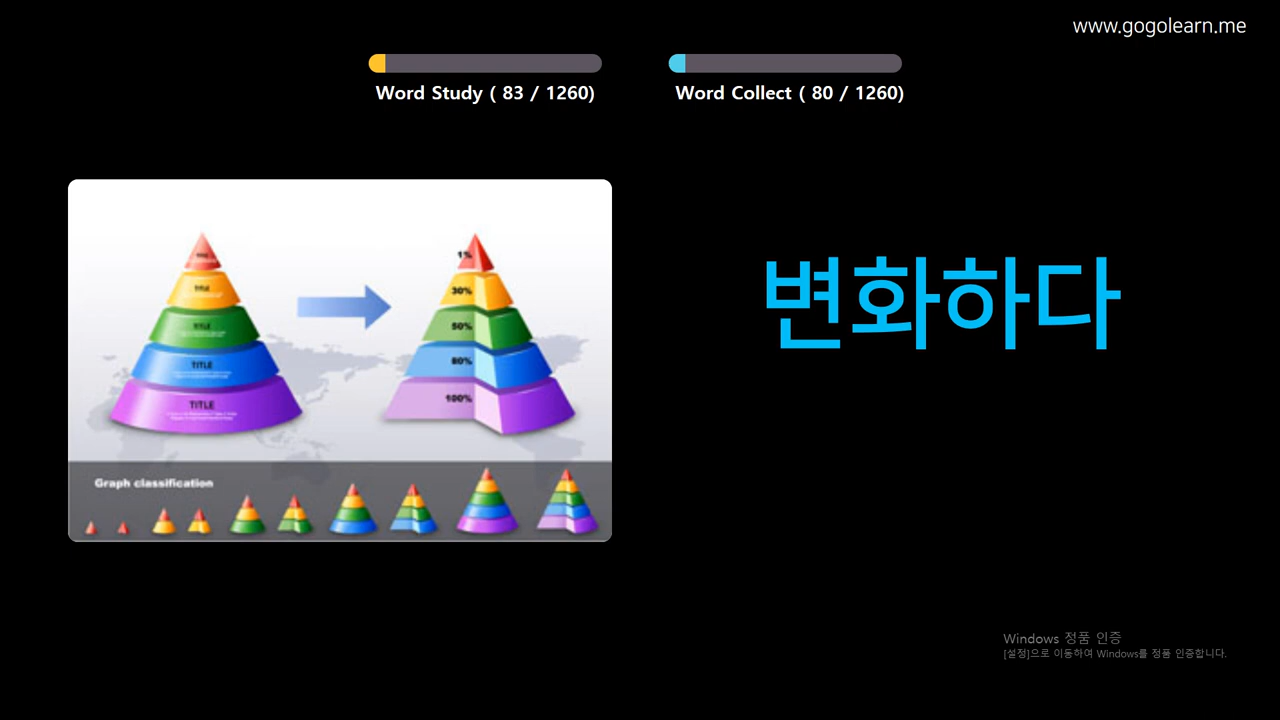 www.gogolearn.me
Word Study ( 83 / 1260)
Word Collect ( 80 / 1260)
TITLE
TITLE
TITLE
TITLE
1%
30%
50%
80%
100%
변화하다
Graph classification
Windows 정품 인증
[설정]으로 이동하여 Windows를 정품 인증합니다.